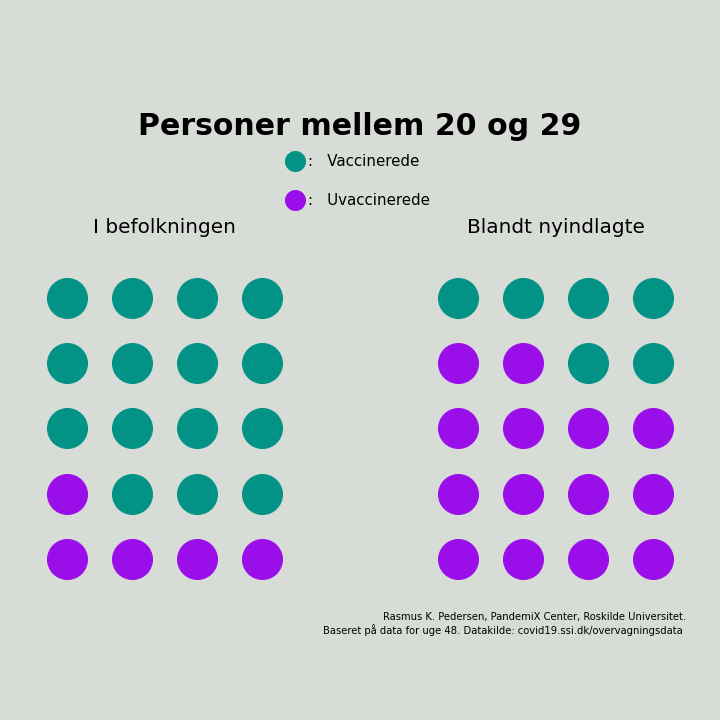 Personer mellem 20 og 29
: Vaccinerede
: Uvaccinerede
I befolkningen
Blandt nyindlagte
Rasmus K. Pedersen, PandemiX Center, Roskilde Universitet.
Baseret på data for uge 48. Datakilde: covid19.ssi.dk/overvagningsdata